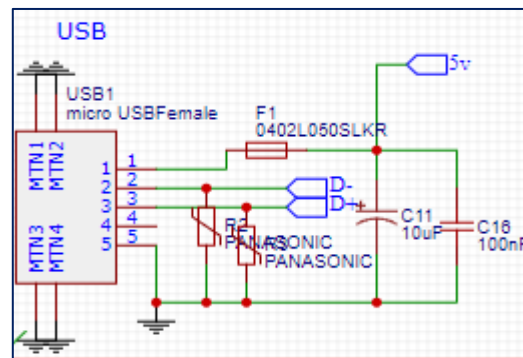 USB
USB1
micro USBFemale
MTN1
MTN2
MTN3
MTN4
1
2
3
4
5
1
2
3
4
5
F1
0402L050SLKR
5v
D-
D+
R2
PANASONIC
PANASONIC
+
C11
10uF
C16
100nF